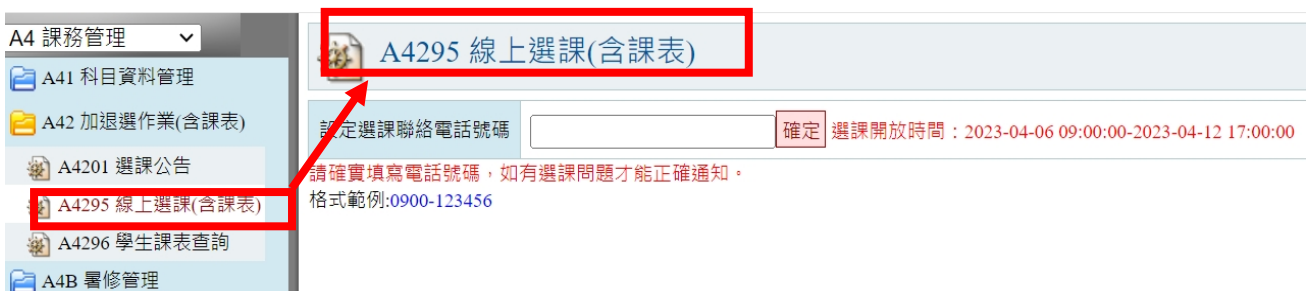 A4 課務管理
A41 科目資料管理
A42 加退選作業(含課表)
A4201 選課公告
A4295 線上選課(含課表)
A4296 學生課表查詢
A4B 暑修管理
A4295 線上選課(含課表)
設定選課聯絡電話號碼 確定 選課開放時間：2023-04-06 09:00:00-2023-04-12 17:00:00
請確實填寫電話號碼，如有選課問題才能正確通知。
格式範例:0900-123456